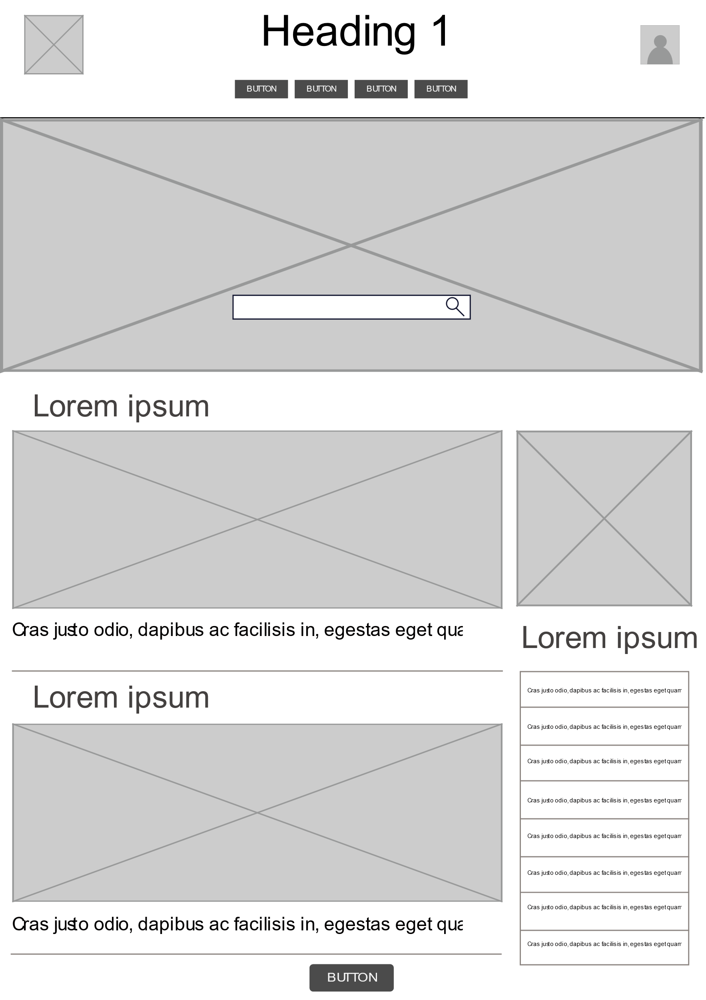 Heading 1
BUTTON BUTTON BUTTON BUTTON
Lorem ipsum
Cras justo odio, dapibus ac facilisis in, egestas eget
Lorem ipsum
Cras justo odio, dapibus ac facilisis in, egestas eget
Lorem ipsum
Cras justo odio, dapibus ac facilisis in, egestas eget quam
Cras justo odio, dapibus ac facilisis in, egestas eget quam
Cras justo odio, dapibus ac facilisis in, egestas eget quam
Cras justo odio, dapibus ac facilisis in, egestas eget quam
Cras justo odio, dapibus ac facilisis in, egestas eget quam
Cras justo odio, dapibus ac facilisis in, egestas eget quam
Cras justo odio, dapibus ac facilisis in, egestas eget quam
Cras justo odio, dapibus ac facilisis in, egestas eget quam
BUTTON